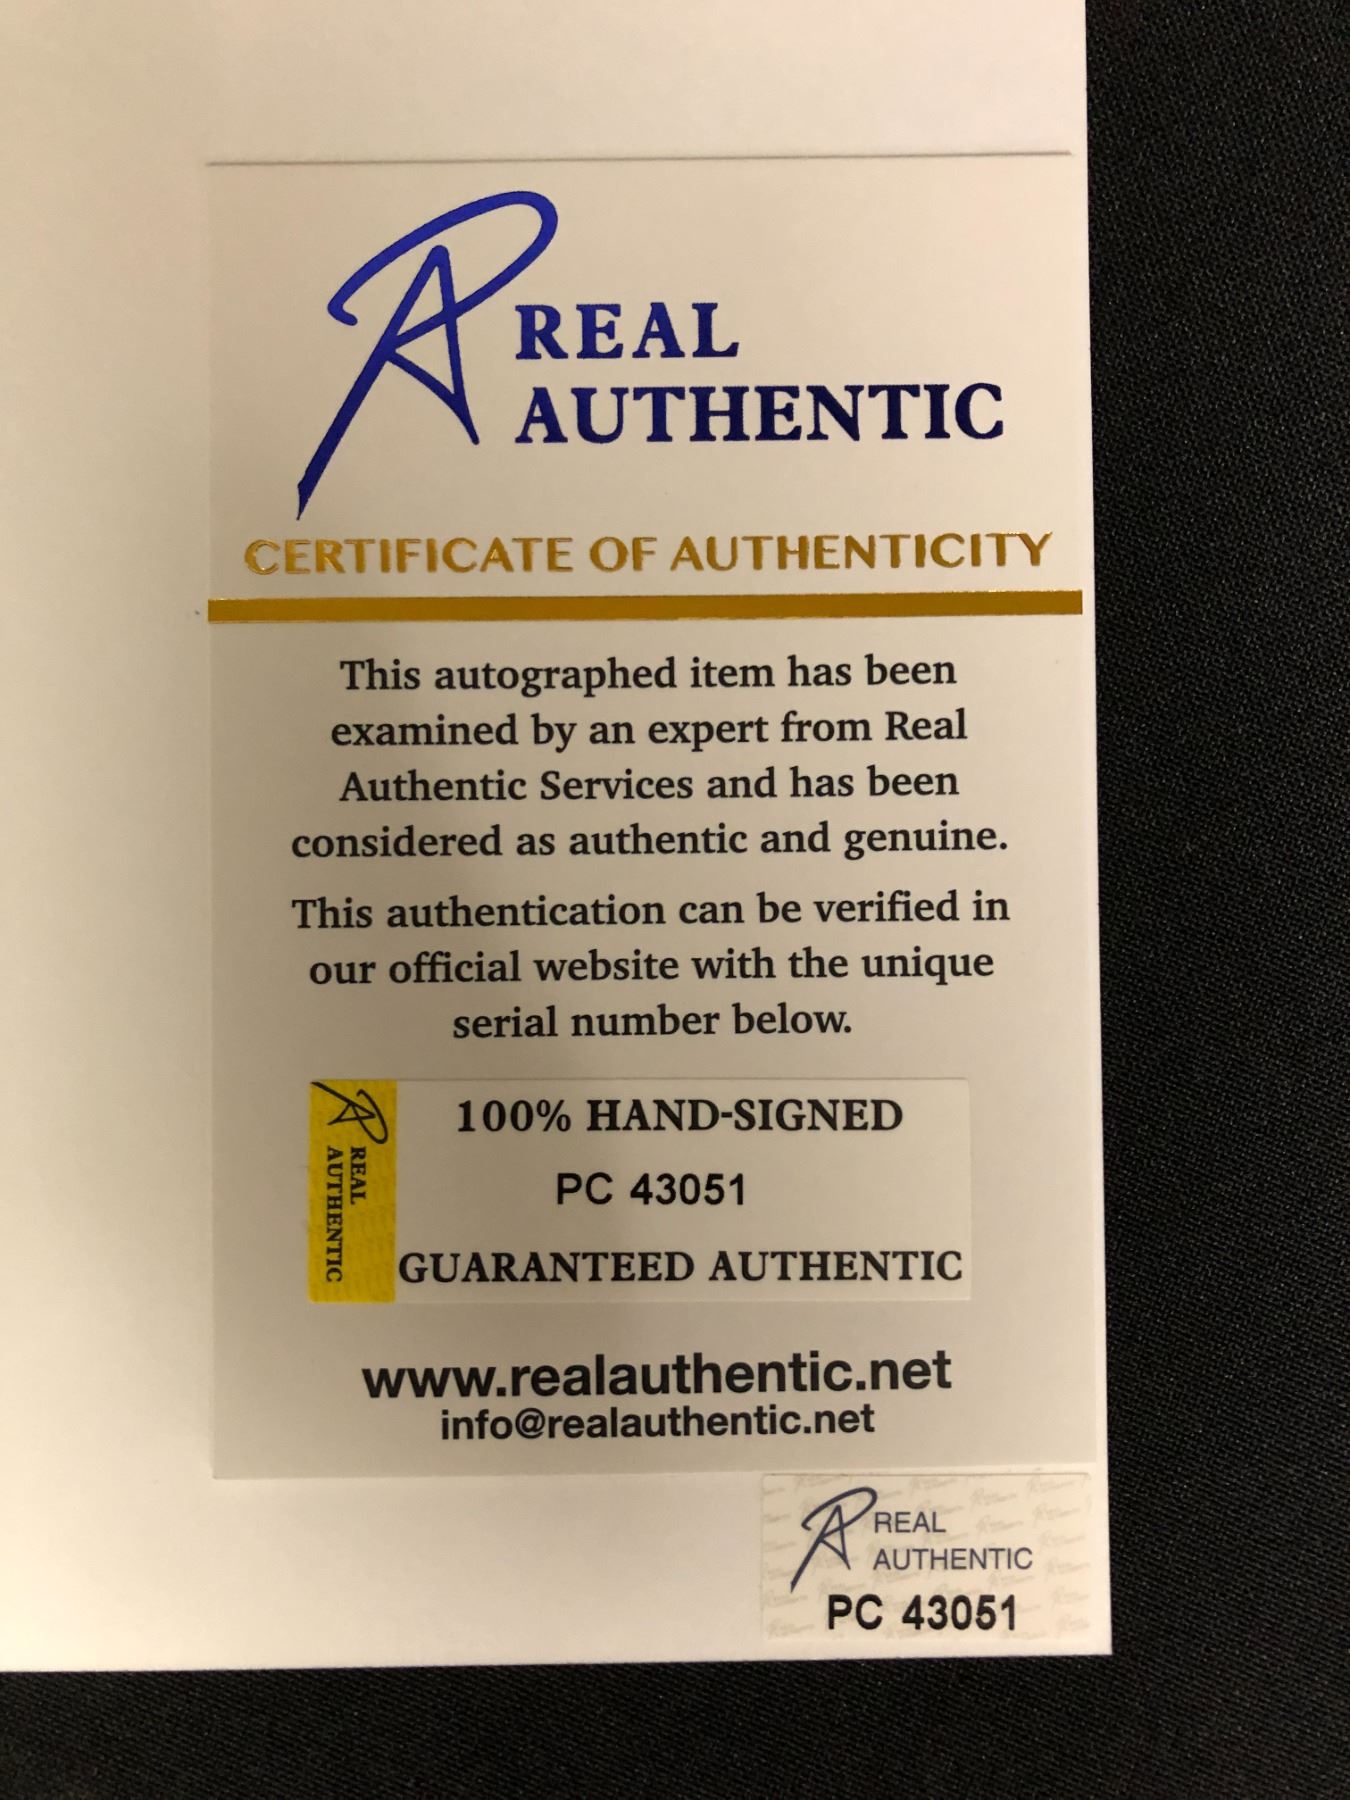 REAL
AUTHENTIC
CERTIFICATE OF AUTHENTICITY
This autographed item has been
examined by an expert from Real
Authentic Services and has been
considered as authentic and genuine.
This authentication can be verified in
our official website with the unique
serial number below.
REAL
AUTHENTIC
100% HAND-SIGNED
PC 43051
GUARANTEED AUTHENTIC
www.realauthentic.net
info@realauthentic.net
REAL
AUTHENTIC
PC 43051